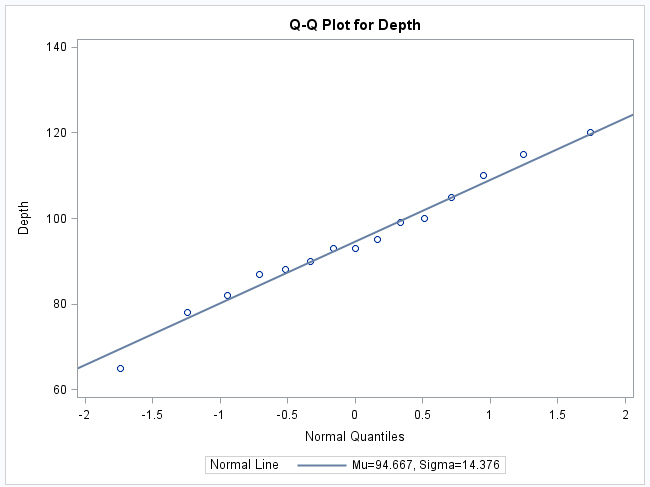 Q-Q Plot for Depth
140
120
100
80
60
Depth
-2 -1.5 -1 -0.5 0 0.5 1 1.5 2
Normal Quantiles
Normal Line Mu=94.667, Sigma=14.376